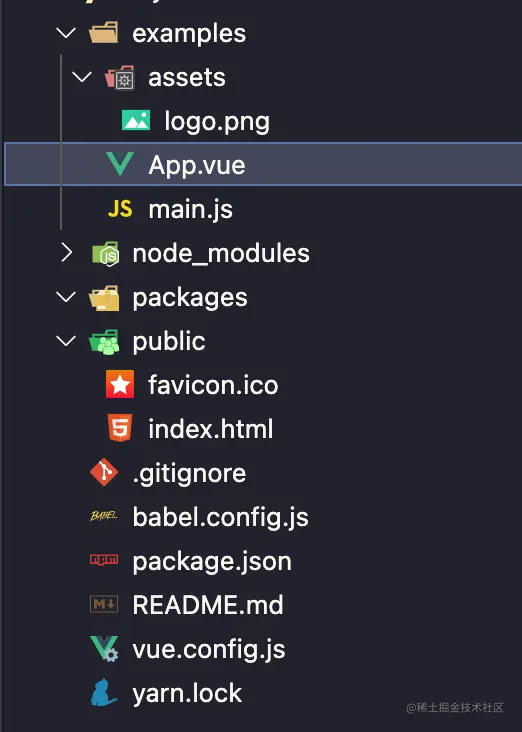 examples
assets
logo.png
App.vue
JS main.js
node_modules
packages
public
favicon.ico
index.html
.gitignore
BABEL babel.config.js
package.json
M README.md
vue.config.js
yarn.lock
@稀土掘金技术社区